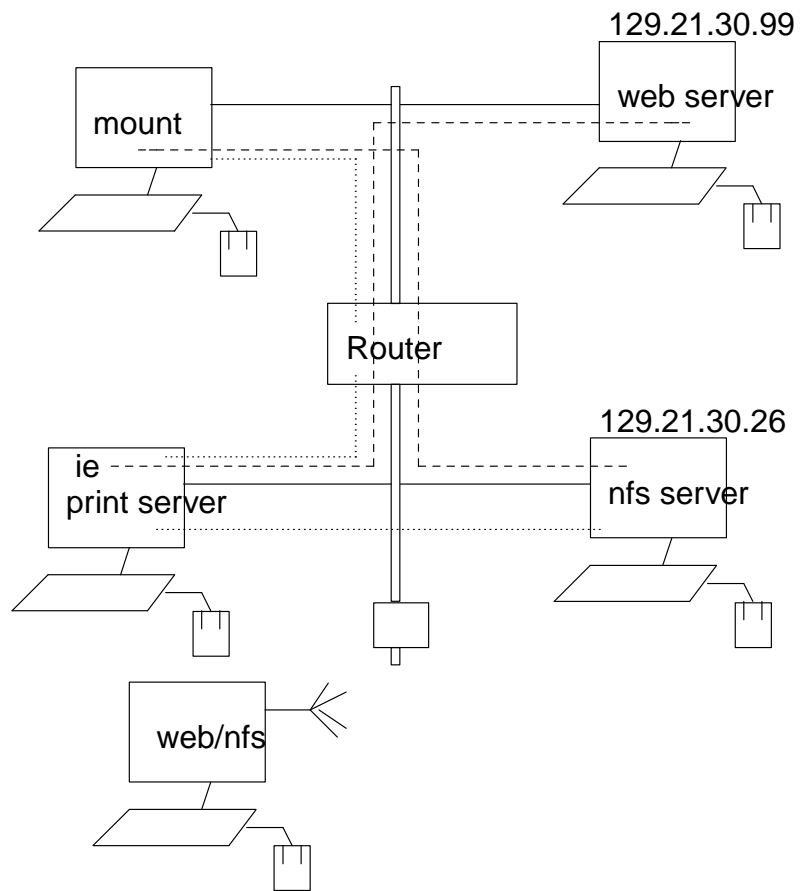 129.21.30.99
web server
mount
Router
129.21.30.26
ie
print server
nfs server
web/nfs